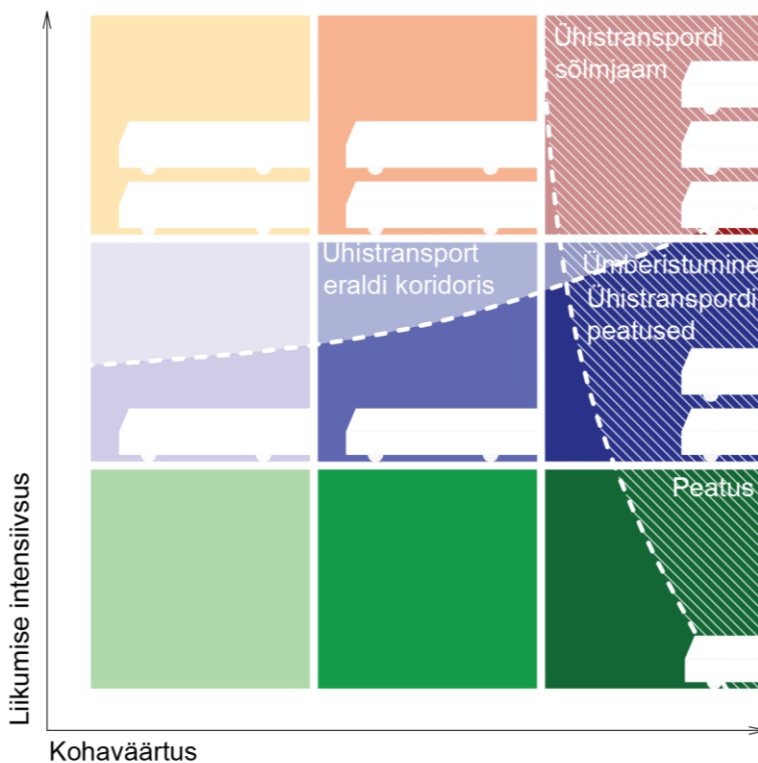 Ühistranspordi
sõlmjaam
Ühistransport
eraldi koridoris
Ümberistumine
Ühistranspordi
peatused
Peatus
Liikumise intensiivsus
Kohaväärtus